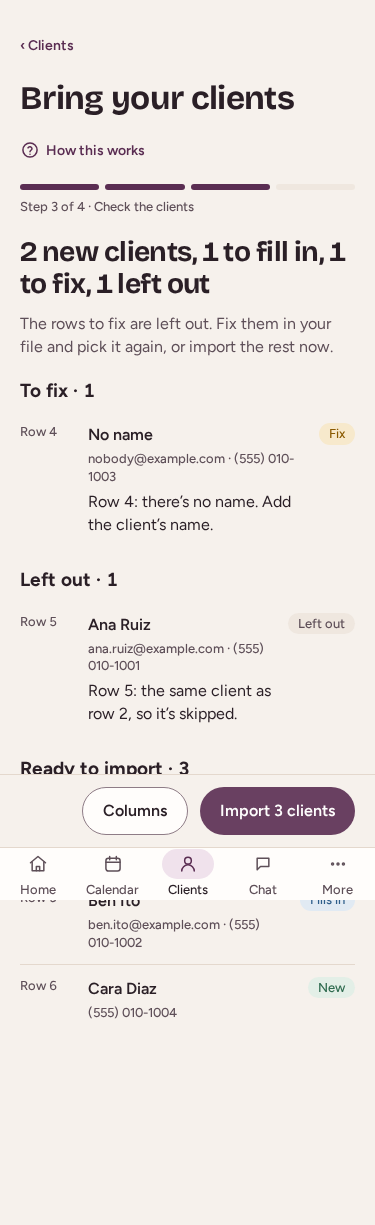 ‹ Clients
Bring your clients
How this works
Step 3 of 4 · Check the clients
2 new clients, 1 to fill in, 1
to fix, 1 left out
The rows to fix are left out. Fix them in your
file and pick it again, or import the rest now.
To fix · 1
Row 4
No name
Fix
nobody@example.com · (555) 010-
1003
Row 4: there’s no name. Add
the client’s name.
Left out · 1
Row 5
Ana Ruiz
Left out
ana.ruiz@example.com · (555)
010-1001
Row 5: the same client as
row 2, so it’s skipped.
Ready to import · 3
Columns
Import 3 clients
Home
Calendar
Clients
Chat
More
Ben Ito
Fills in
ben.ito@example.com · (555)
010-1002
Row 6
Cara Diaz
New
(555) 010-1004